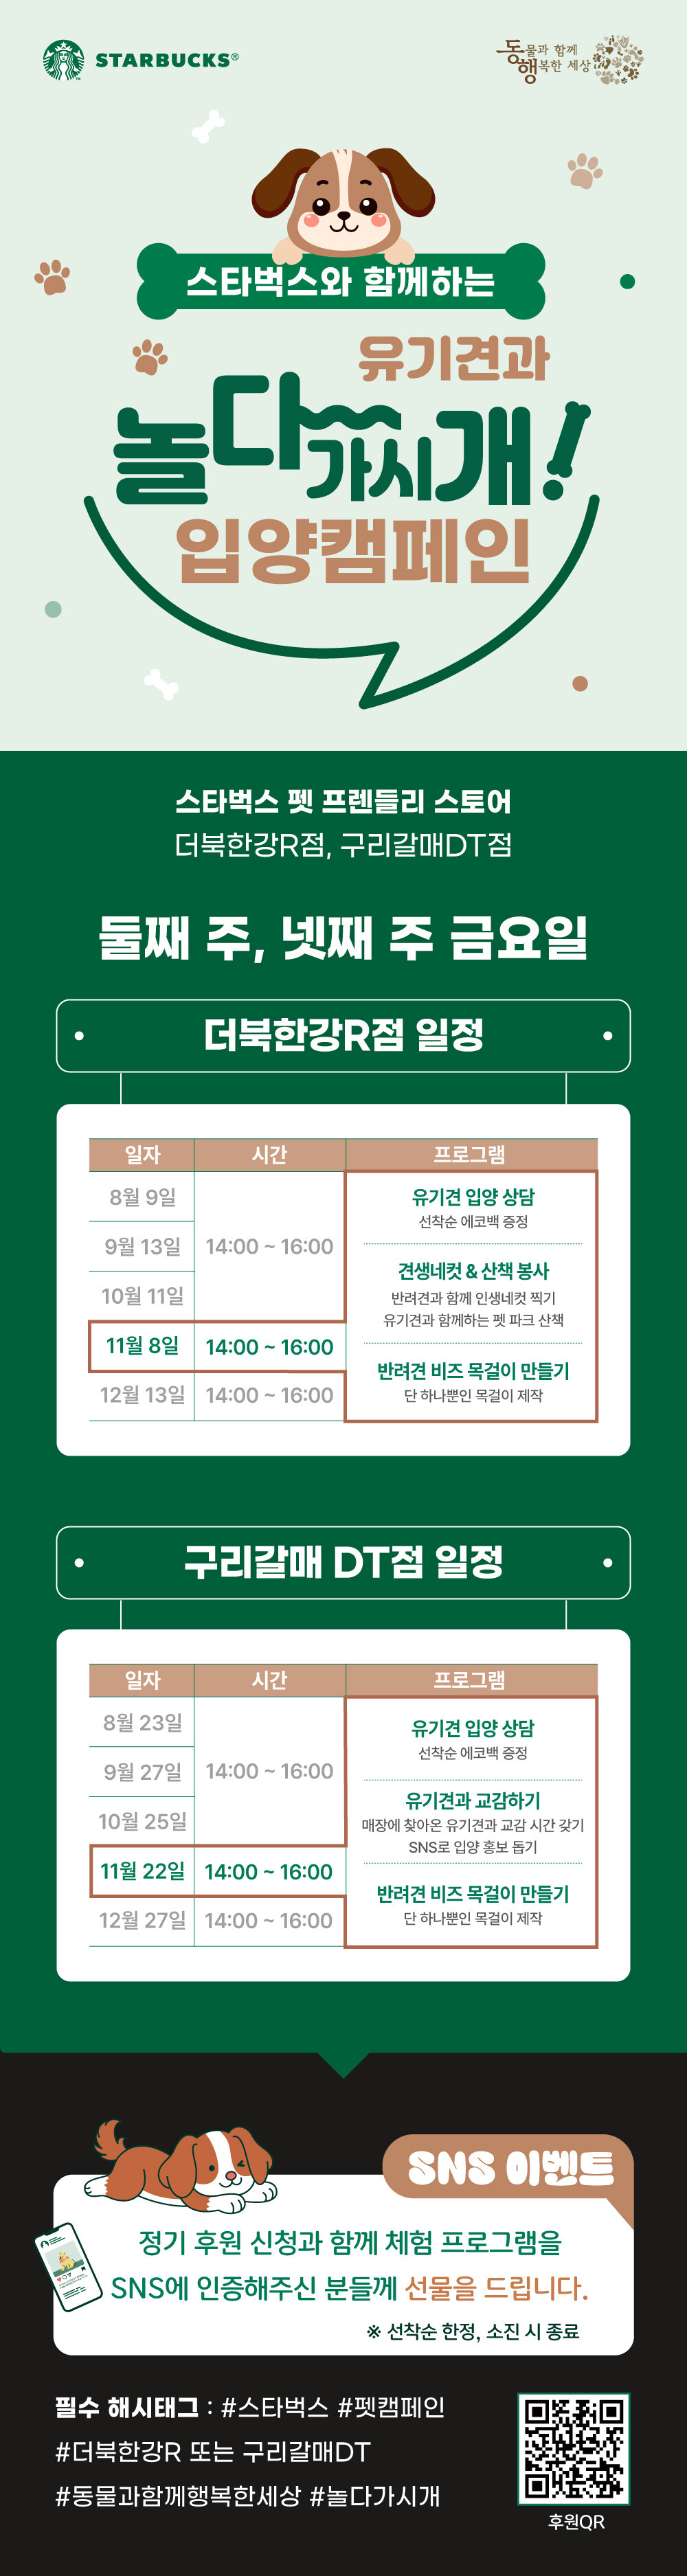 STARBUCKS®
동물과 함께
행복한 세상
스타벅스와 함께하는
유기견과
놀다가시개!
입양캠페인
스타벅스 펫 프렌들리 스토어
더북한강R점, 구리갈매DT점
둘째 주, 넷째 주 금요일
더북한강R점 일정
일자 시간 프로그램
8월 9일
9월 13일 14:00 ~ 16:00
10월 11일
11월 8일 14:00 ~ 16:00
12월 13일 14:00 ~ 16:00
유기견 입양 상담
선착순 에코백 증정
견생네컷 & 산책 봉사
반려견과 함께 인생네컷 찍기
유기견과 함께하는 펫 파크 산책
반려견 비즈 목걸이 만들기
단 하나뿐인 목걸이 제작
구리갈매 DT점 일정
일자 시간 프로그램
8월 23일
9월 27일 14:00 ~ 16:00
10월 25일
11월 22일 14:00 ~ 16:00
12월 27일 14:00 ~ 16:00
유기견 입양 상담
선착순 에코백 증정
유기견과 교감하기
매장에 찾아온 유기견과 교감 시간 갖기
SNS로 입양 홍보 돕기
반려견 비즈 목걸이 만들기
단 하나뿐인 목걸이 제작
SNS 이벤트
정기 후원 신청과 함께 체험 프로그램을
SNS에 인증해주신 분들께 선물을 드립니다.
※ 선착순 한정, 소진 시 종료
필수 해시태그 : #스타벅스 #펫캠페인
#더북한강R 또는 구리갈매DT
#동물과함께행복한세상 #놀다가시개
후원QR